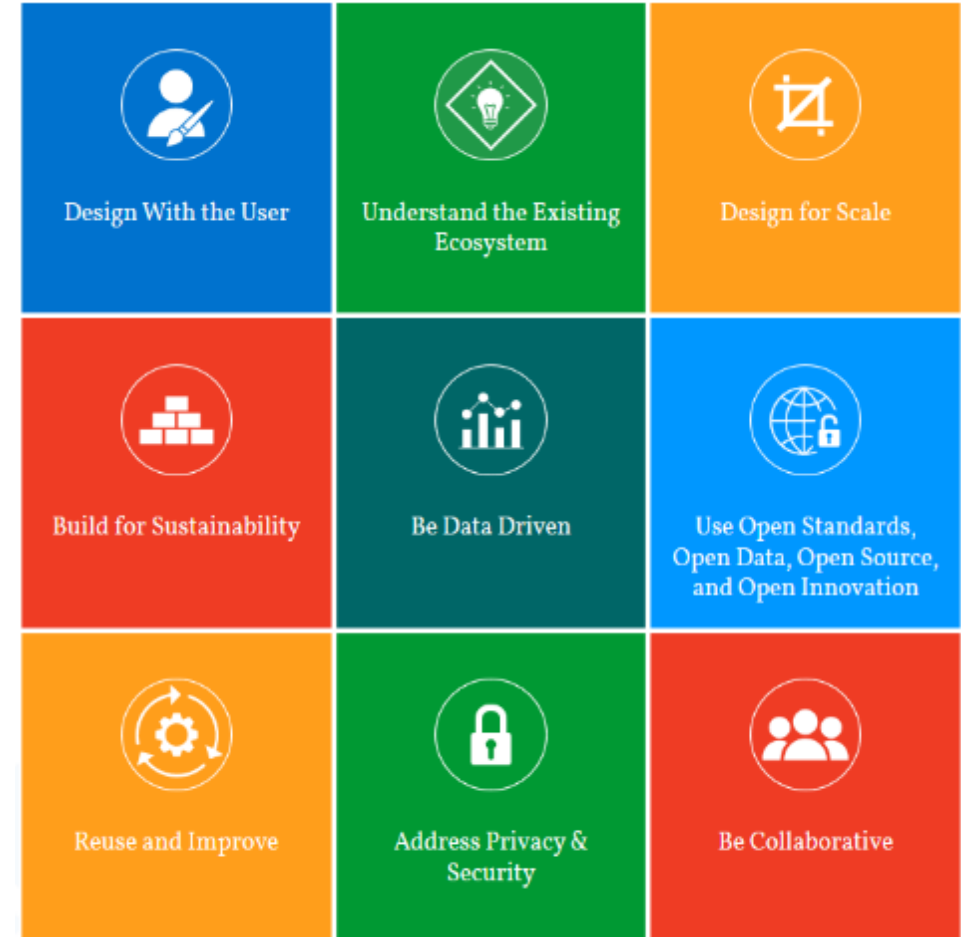 Design With the User
Understand the Existing
Ecosystem
Design for Scale
Build for Sustainability
Be Data Driven
Use Open Standards,
Open Data, Open Source,
and Open Innovation
Reuse and Improve
Address Privacy &
Security
Be Collaborative